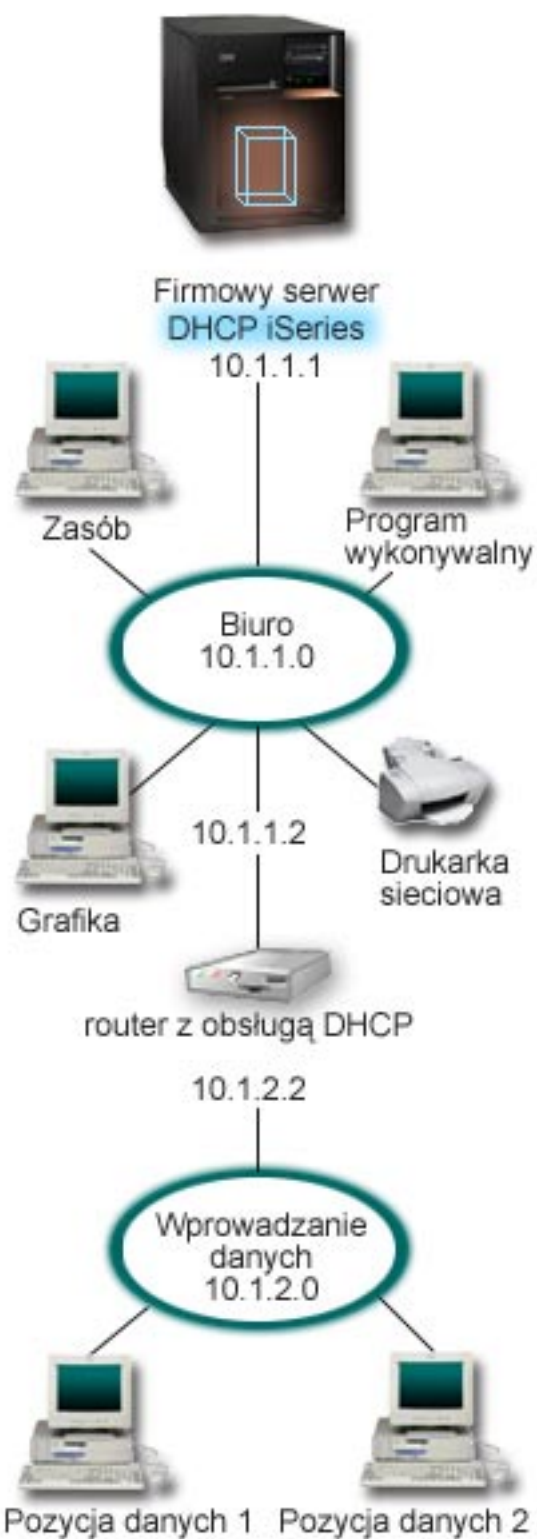 Firmowy serwer
DHCP iSeries
10.1.1.1
Zasób
Program
wykonywalny
Biuro
10.1.1.0
10.1.1.2
Grafika
Drukarka
sieciowa
router z obsługą DHCP
10.1.2.2
Wprowadzanie
danych
10.1.2.0
Pozycja danych 1
Pozycja danych 2